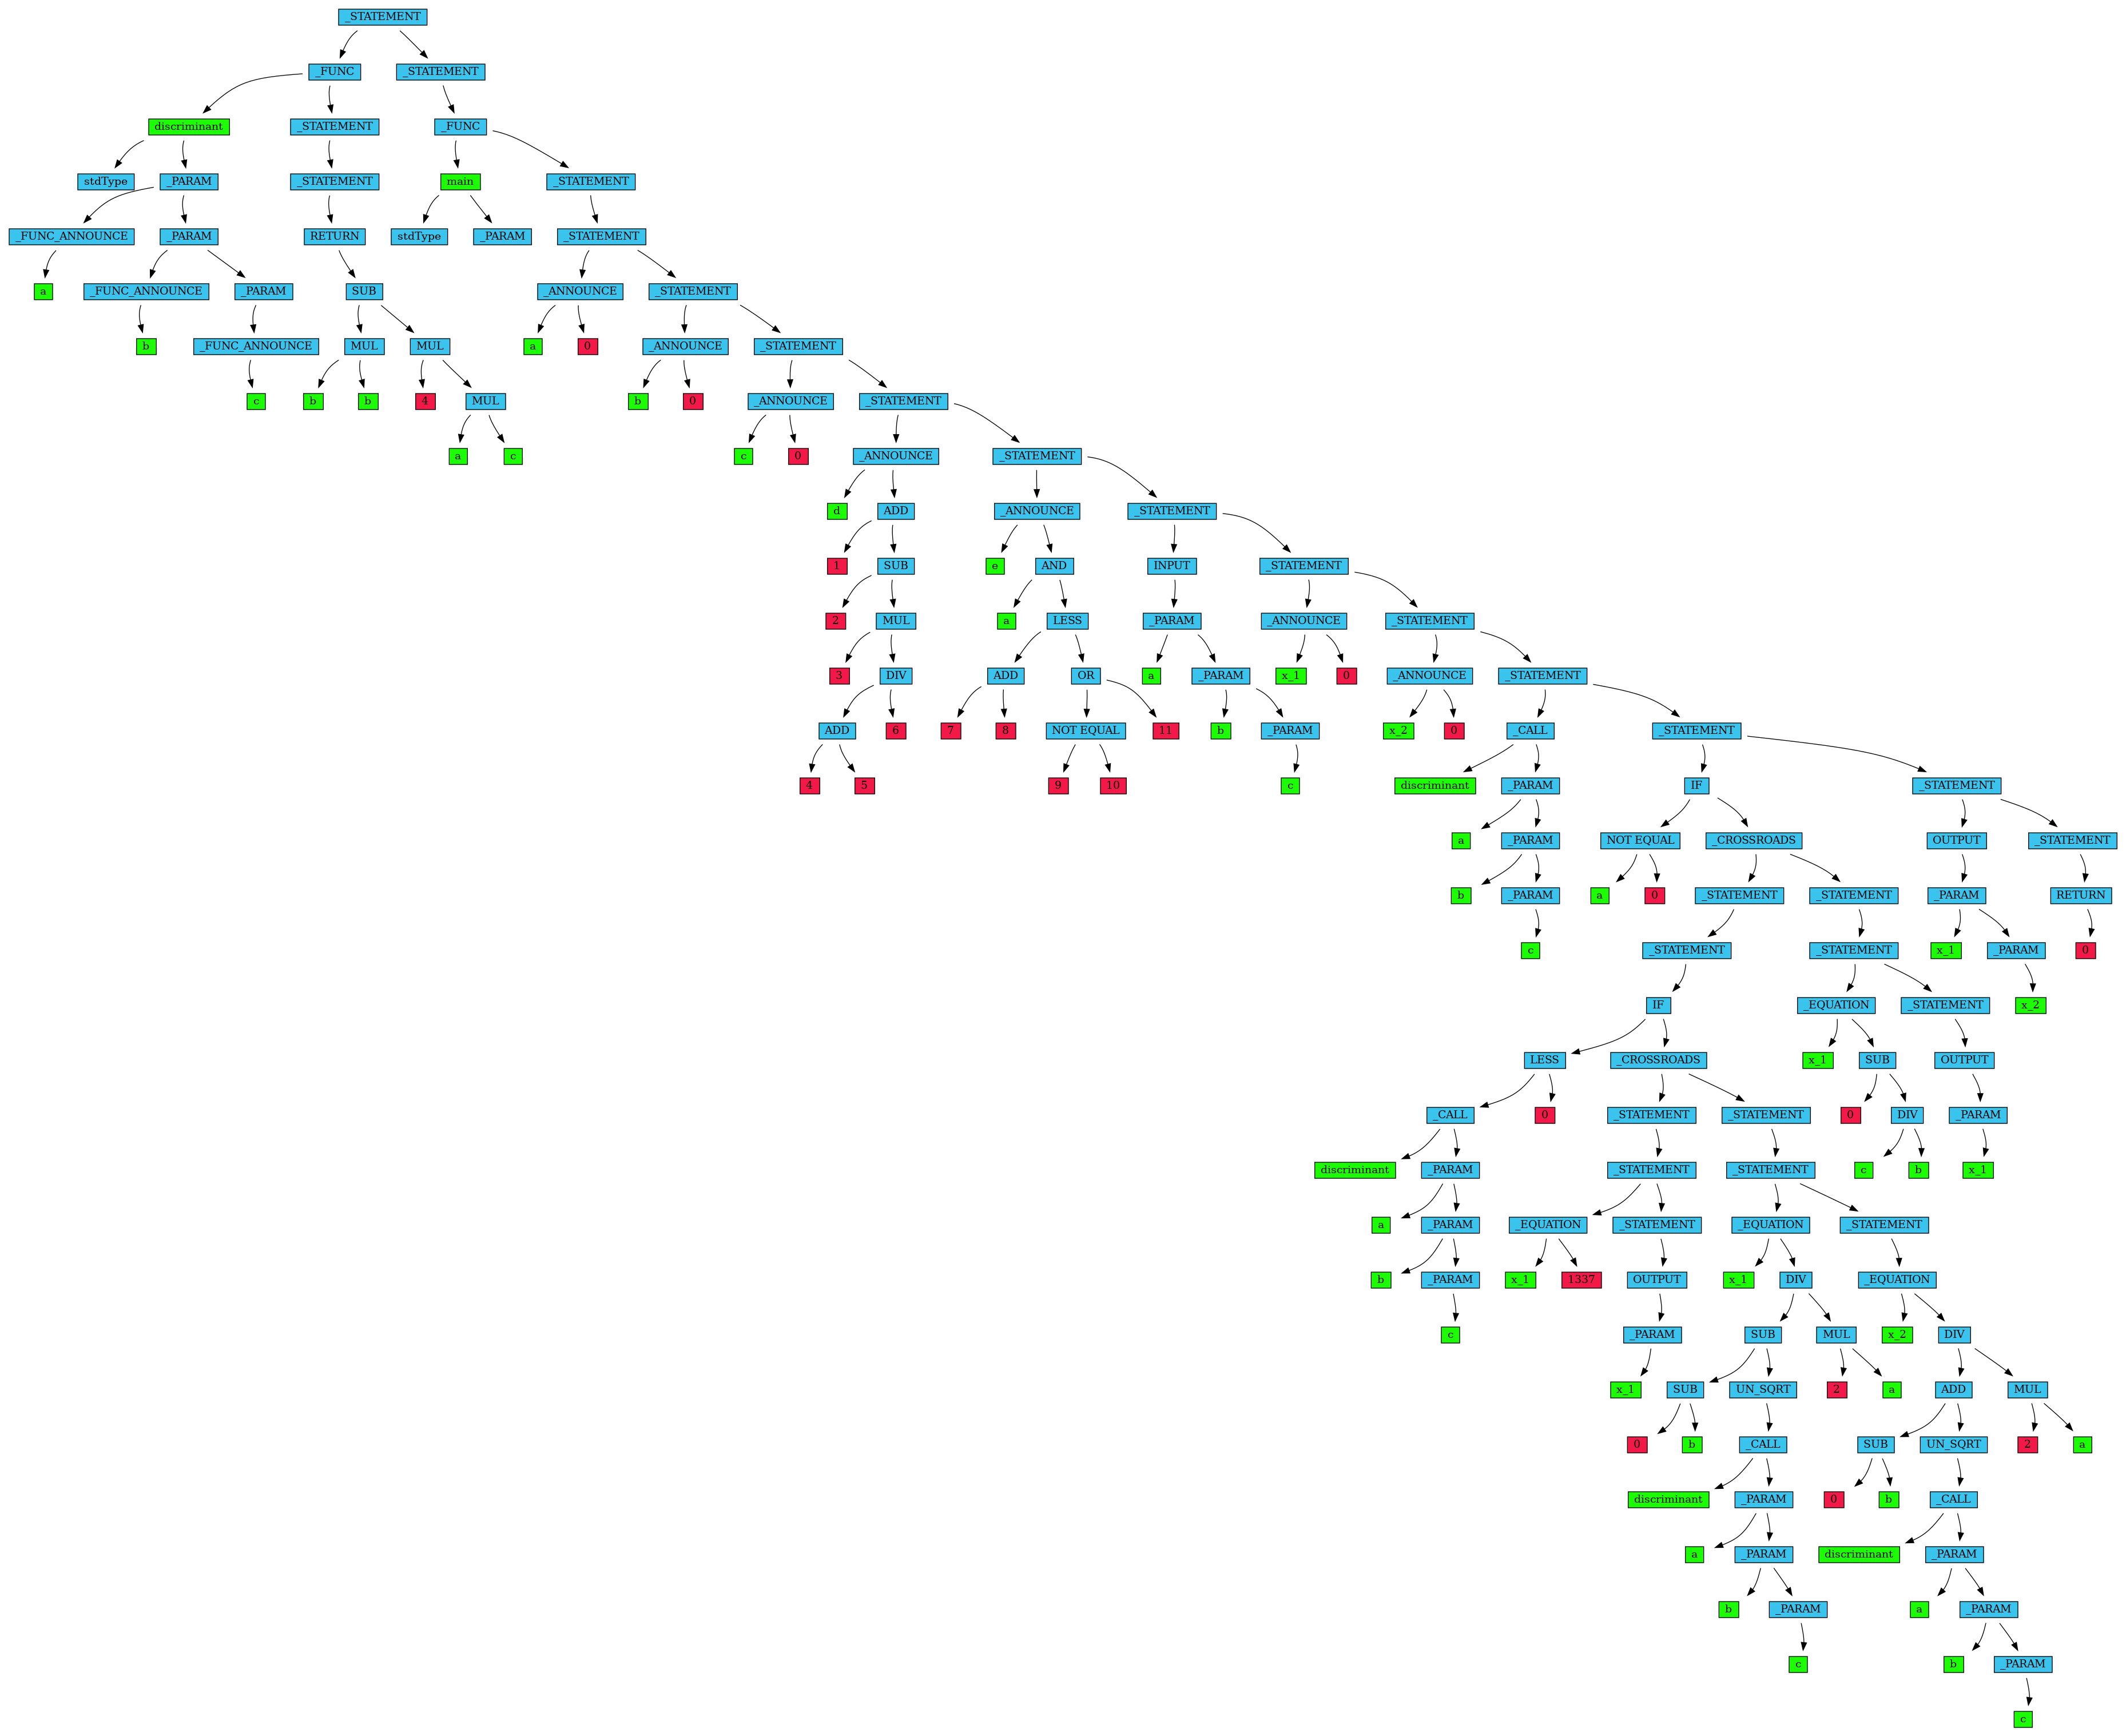 _STATEMENT
_FUNC _STATEMENT
discriminant _STATEMENT _FUNC
stdType _PARAM _STATEMENT main _STATEMENT
_FUNC_ANNOUNCE _PARAM RETURN stdType _PARAM _STATEMENT
a _FUNC_ANNOUNCE _PARAM SUB _ANNOUNCE _STATEMENT
b _FUNC_ANNOUNCE MUL MUL a 0 _ANNOUNCE _STATEMENT
c b b 4 MUL b 0 _ANNOUNCE _STATEMENT
a c c 0 _ANNOUNCE _STATEMENT
d ADD _ANNOUNCE _STATEMENT
1 SUB e AND INPUT _STATEMENT
2 MUL a LESS _PARAM _ANNOUNCE _STATEMENT
3 DIV ADD OR a _PARAM x_1 0 _ANNOUNCE _STATEMENT
ADD 6 7 8 NOT EQUAL 11 b _PARAM x_2 0 _CALL _STATEMENT
4 5 9 10 c discriminant _PARAM IF _STATEMENT
a _PARAM NOT EQUAL _CROSSROADS OUTPUT _STATEMENT
b _PARAM a 0 _STATEMENT _STATEMENT _PARAM RETURN
c _STATEMENT _STATEMENT x_1 _PARAM 0
IF _EQUATION _STATEMENT x_2
LESS _CROSSROADS x_1 SUB OUTPUT
_CALL 0 _STATEMENT _STATEMENT 0 DIV _PARAM
discriminant _PARAM _STATEMENT _STATEMENT c b x_1
a _PARAM _EQUATION _STATEMENT _EQUATION _STATEMENT
b _PARAM x_1 1337 OUTPUT x_1 DIV _EQUATION
c _PARAM SUB MUL x_2 DIV
x_1 SUB UN_SQRT 2 a ADD MUL
0 b _CALL SUB UN_SQRT 2 a
discriminant _PARAM 0 b _CALL
a _PARAM discriminant _PARAM
b _PARAM a _PARAM
c b _PARAM
c